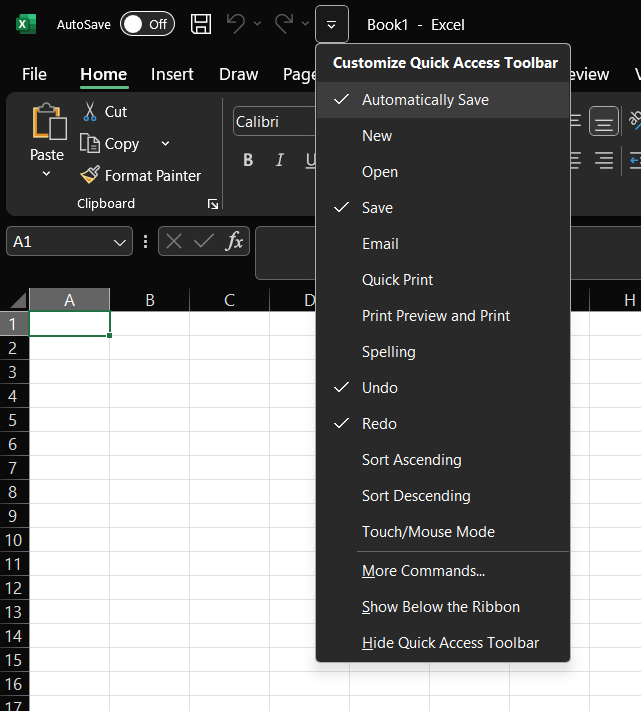 AutoSave Off Book1 - Excel
Customize Quick Access Toolbar
File Home Insert Draw Page eview
Automatically Save
New
Open
Save
Email
Quick Print
Print Preview and Print
Spelling
Undo
Redo
Sort Ascending
Sort Descending
Touch/Mouse Mode
More Commands...
Show Below the Ribbon
Hide Quick Access Toolbar
Paste
Cut
Copy
Format Painter
Clipboard
Calibri
B I U
A1 fx
A B C D H
1
2
3
4
5
6
7
8
9
10
11
12
13
14
15
16
17